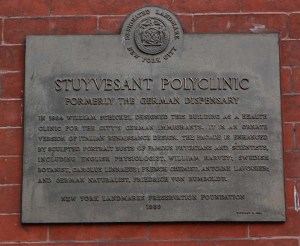 DESIGNATED LANDMARK
NEW YORK CITY
STUYVESANT POLYCLINIC
FORMERLY THE GERMAN DISPENSARY
IN 1884 WILLIAM SCHICKEL DESIGNED THIS BUILDING AS A HEALTH
CLINIC FOR THE CITY'S GERMAN IMMIGRANTS. IT IS AN ORNATE
VERSION OF ITALIAN RENAISSANCE DESIGN. THE FACADE IS ENHANCED
BY SCULPTED PORTRAIT BUSTS OF FAMOUS PHYSICIANS AND SCIENTISTS,
INCLUDING ENGLISH PHYSIOLOGIST, WILLIAM HARVEY; SWEDISH
BOTANIST, CAROLUS LINNAEUS; FRENCH CHEMIST, ANTOINE LAVOISIER;
AND GERMAN NATURALIST, FRIEDRICH VON HUMBOLDT.
NEW YORK LANDMARKS PRESERVATION FOUNDATION